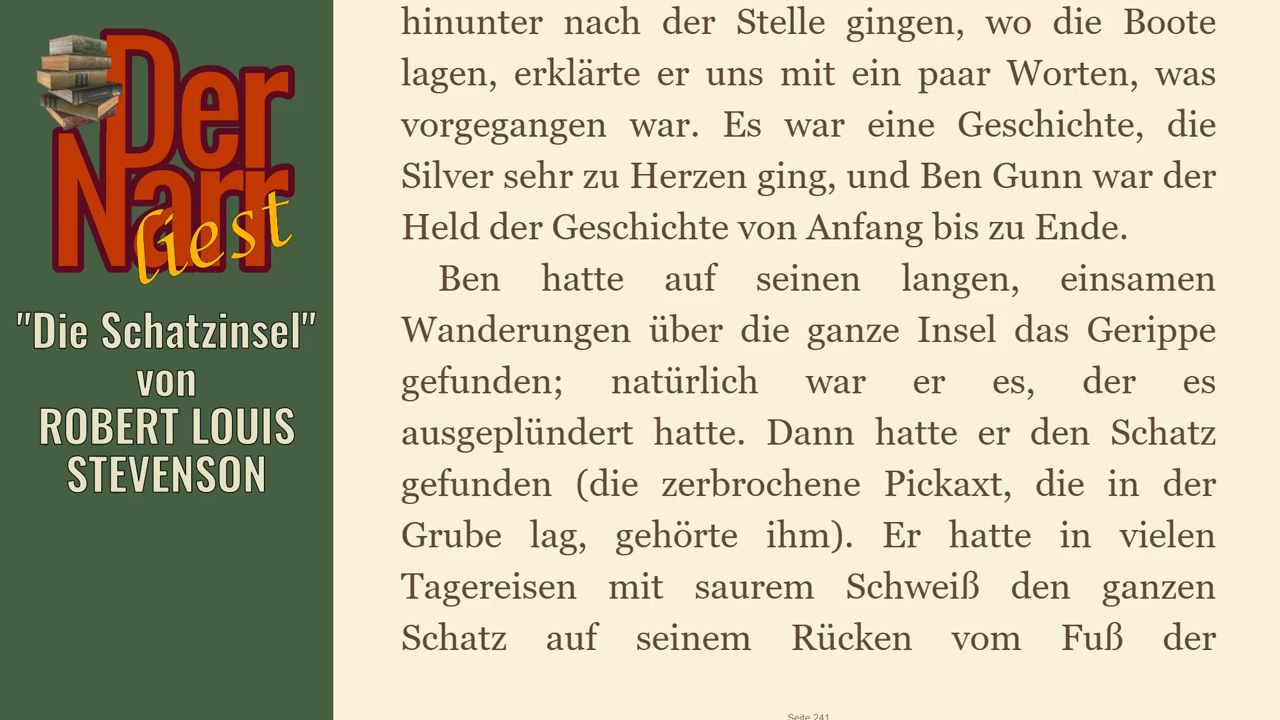 Der
Narr
liest
"Die Schatzinsel"
von
ROBERT LOUIS
STEVENSON
hinunter nach der Stelle gingen, wo die Boote
lagen, erklärte er uns mit ein paar Worten, was
vorgegangen war. Es war eine Geschichte, die
Silver sehr zu Herzen ging, und Ben Gunn war der
Held der Geschichte von Anfang bis zu Ende.
Ben hatte auf seinen langen, einsamen
Wanderungen über die ganze Insel das Gerippe
gefunden; natürlich war er es, der es
ausgeplündert hatte. Dann hatte er den Schatz
gefunden (die zerbrochene Pickaxt, die in der
Grube lag, gehörte ihm). Er hatte in vielen
Tagereisen mit saurem Schweiß den ganzen
Schatz auf seinem Rücken vom Fuß der
Seite 241